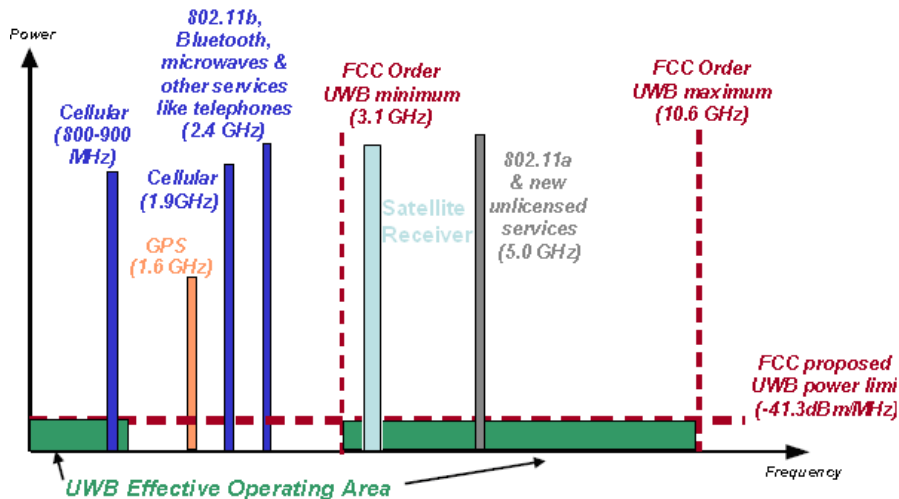 Power
802.11b,
Bluetooth,
microwaves &
other services
like telephones
(2.4 GHz)
Cellular
(800-900
MHz)
Cellular
(1.9GHz)
GPS
(1.6 GHz)
FCC Order
UWB minimum
(3.1 GHz)
Satellite
Receiver
802.11a
& new
unlicensed
services
(5.0 GHz)
FCC Order
UWB maximum
(10.6 GHz)
FCC proposed
UWB power limi
(-41.3dBm/MHz)
Frequency
UWB Effective Operating Area